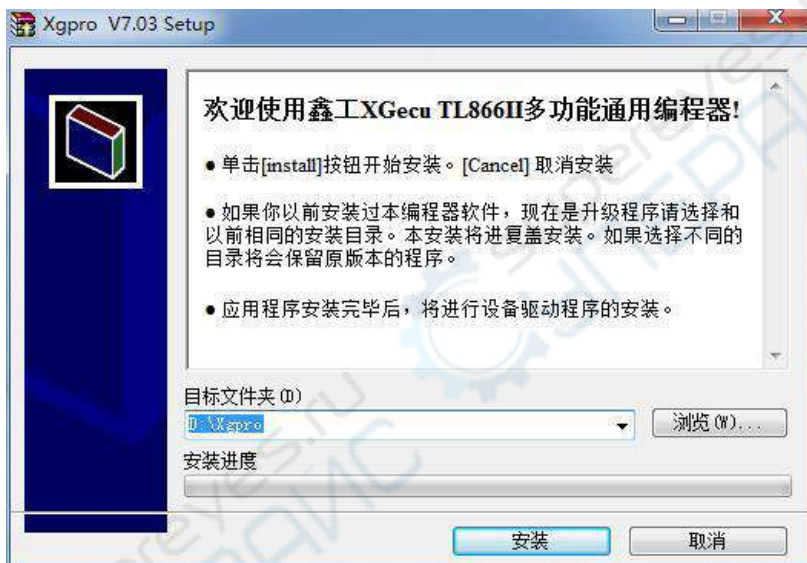 Xgpro V7.03 Setup
欢迎使用鑫工XGecu TL866II多功能通用编程器!
● 单击[install]按钮开始安装。[Cancel] 取消安装
● 如果你以前安装过本编程器软件，现在是升级程序请选择和
以前相同的安装目录。本安装将进复盖安装。如果选择不同的
目录将会保留原版本的程序。
● 应用程序安装完毕后，将进行设备驱动程序的安装。
目标文件夹(D)
D:\Xgpro
浏览(W)...
安装进度
安装
取消
supereyes.ru
СУПЕРАЙС